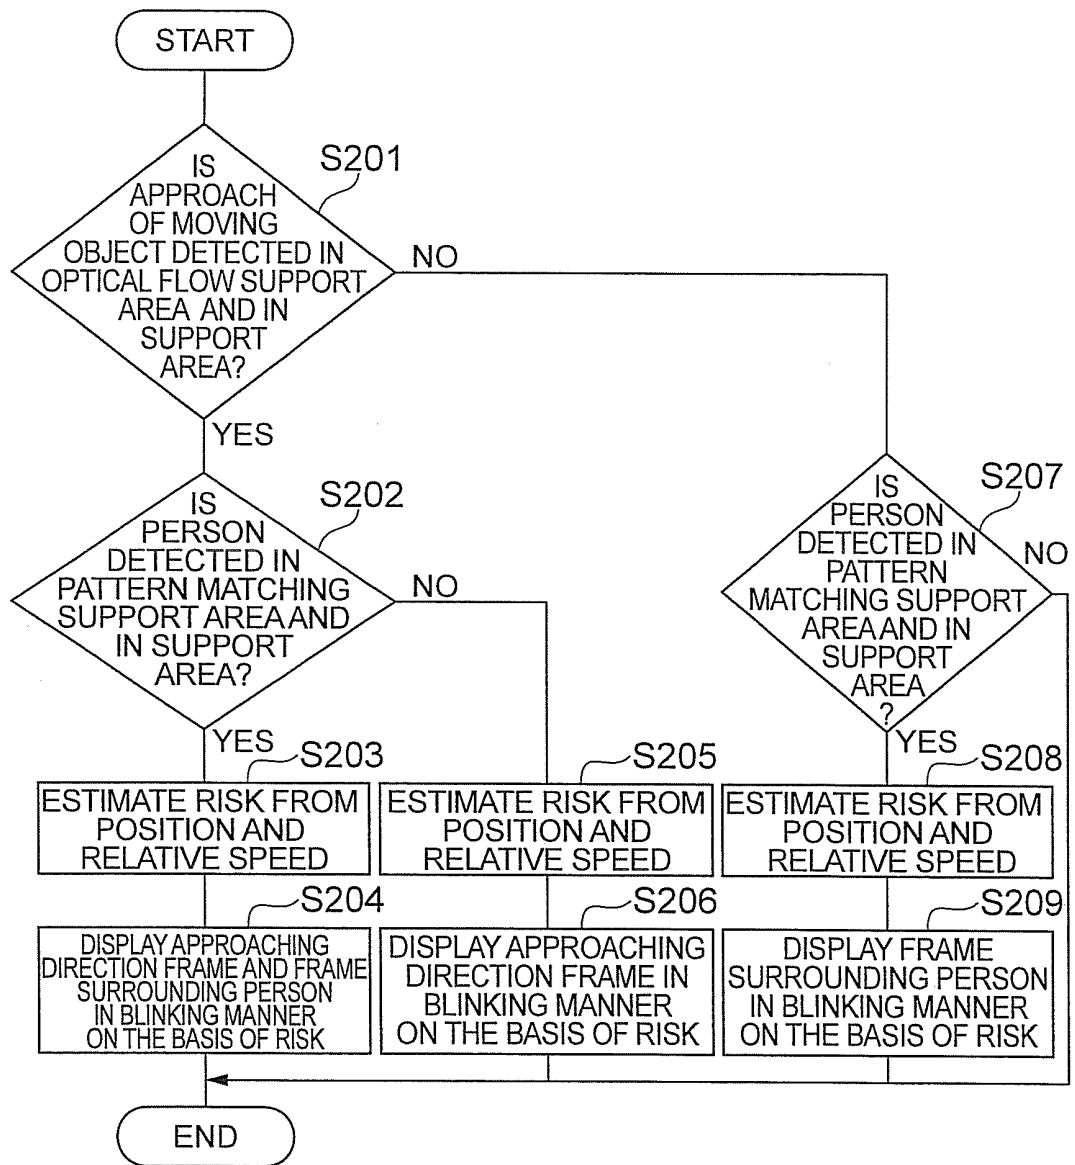 START
S201
IS
APPROACH
OF MOVING
OBJECT DETECTED IN
OPTICAL FLOW SUPPORT
AREA AND IN
SUPPORT
AREA?
NO
YES
S202
IS
PERSON
DETECTED IN
PATTERN MATCHING
SUPPORT AREA AND
IN SUPPORT
AREA?
NO
YES
S207
IS
PERSON
DETECTED IN
PATTERN
MATCHING SUPPORT
AREA AND IN
SUPPORT
AREA
?
NO
YES
S203
ESTIMATE RISK FROM
POSITION AND
RELATIVE SPEED
S205
ESTIMATE RISK FROM
POSITION AND
RELATIVE SPEED
S208
ESTIMATE RISK FROM
POSITION AND
RELATIVE SPEED
S204
DISPLAY APPROACHING
DIRECTION FRAME AND FRAME
SURROUNDING PERSON
IN BLINKING MANNER
ON THE BASIS OF RISK
S206
DISPLAY APPROACHING
DIRECTION FRAME IN
BLINKING MANNER
ON THE BASIS OF RISK
S209
DISPLAY FRAME
SURROUNDING PERSON
IN BLINKING MANNER
ON THE BASIS OF RISK
END